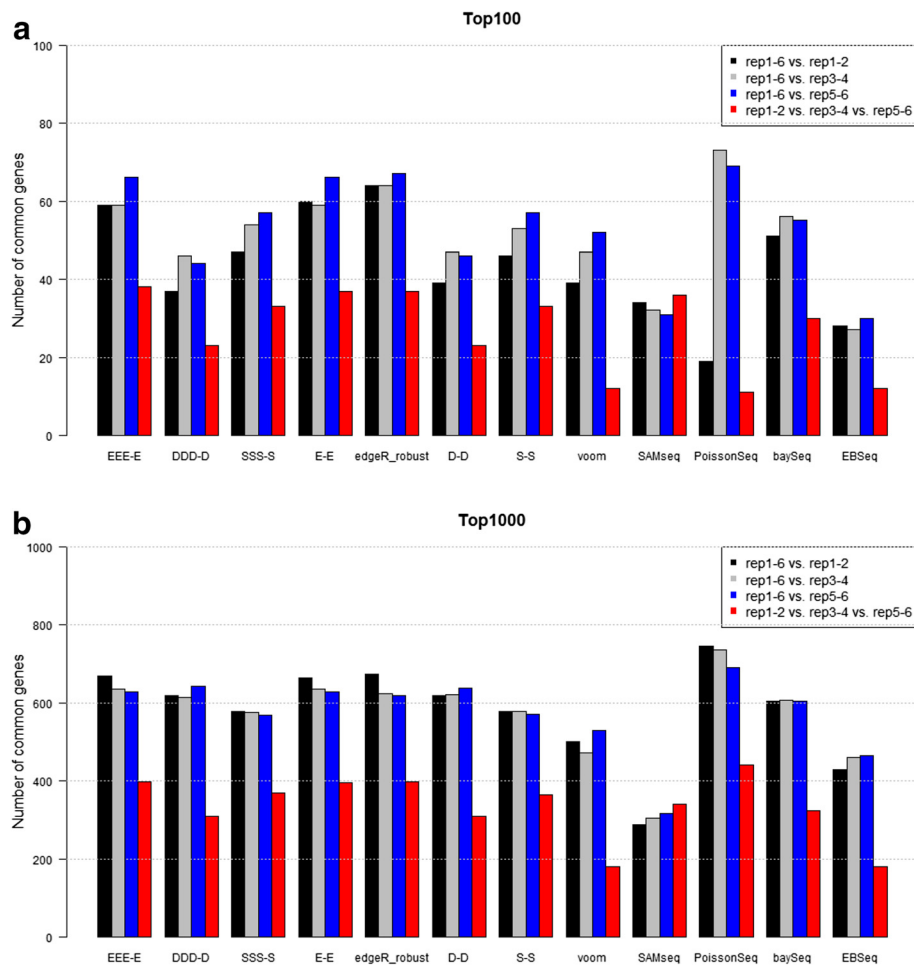 a
Top100
100
80
60
40
20
0
Number of common genes
rep1-6 vs. rep1-2
rep1-6 vs. rep3-4
rep1-6 vs. rep5-6
rep1-2 vs. rep3-4 vs. rep5-6
EEE-E DDD-D SSS-S E-E edgeR_robust D-D S-S voom SAMseq PoissonSeq baySeq EBSeq
b
Top1000
1000
800
600
400
200
0
Number of common genes
rep1-6 vs. rep1-2
rep1-6 vs. rep3-4
rep1-6 vs. rep5-6
rep1-2 vs. rep3-4 vs. rep5-6
EEE-E DDD-D SSS-S E-E edgeR_robust D-D S-S voom SAMseq PoissonSeq baySeq EBSeq